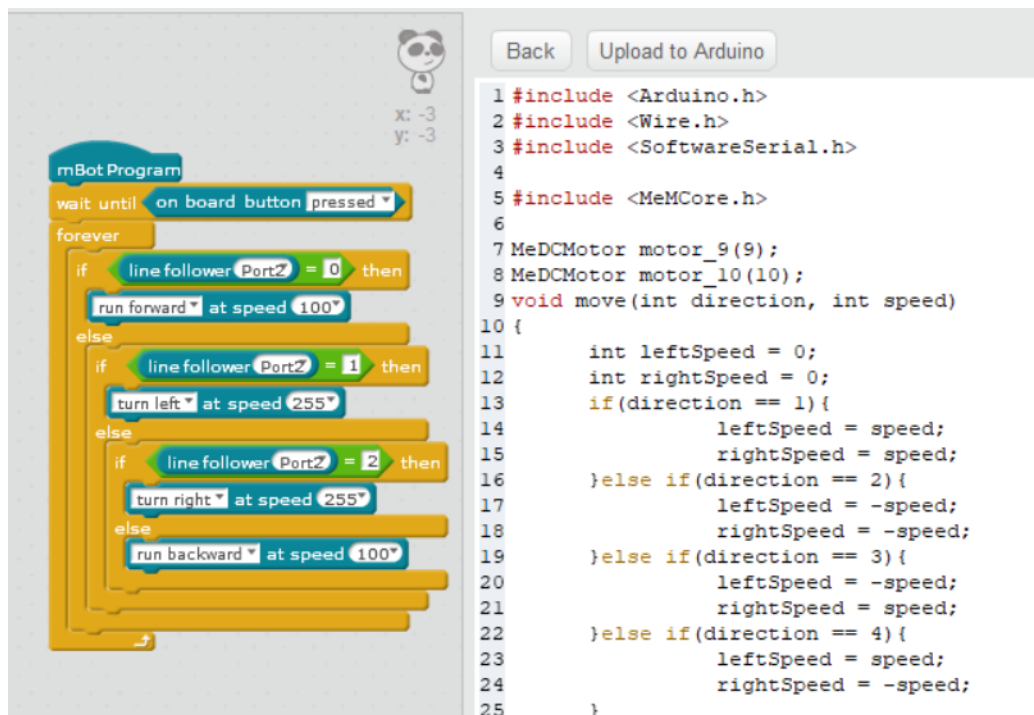 x: -3
y: -3
mBot Program
wait until on board button pressed
forever
if line follower Port2 = 0 then
run forward at speed 100
else
if line follower Port2 = 1 then
turn left at speed 255
else
if line follower Port2 = 2 then
turn right at speed 255
else
run backward at speed 100
Back Upload to Arduino
1 #include <Arduino.h>
2 #include <Wire.h>
3 #include <SoftwareSerial.h>
4
5 #include <MeMCore.h>
6
7 MeDCMotor motor_9(9);
8 MeDCMotor motor_10(10);
9 void move(int direction, int speed)
10 {
11 int leftSpeed = 0;
12 int rightSpeed = 0;
13 if(direction == 1){
14 leftSpeed = speed;
15 rightSpeed = speed;
16 }else if(direction == 2){
17 leftSpeed = -speed;
18 rightSpeed = -speed;
19 }else if(direction == 3){
20 leftSpeed = -speed;
21 rightSpeed = speed;
22 }else if(direction == 4){
23 leftSpeed = speed;
24 rightSpeed = -speed;
25 }